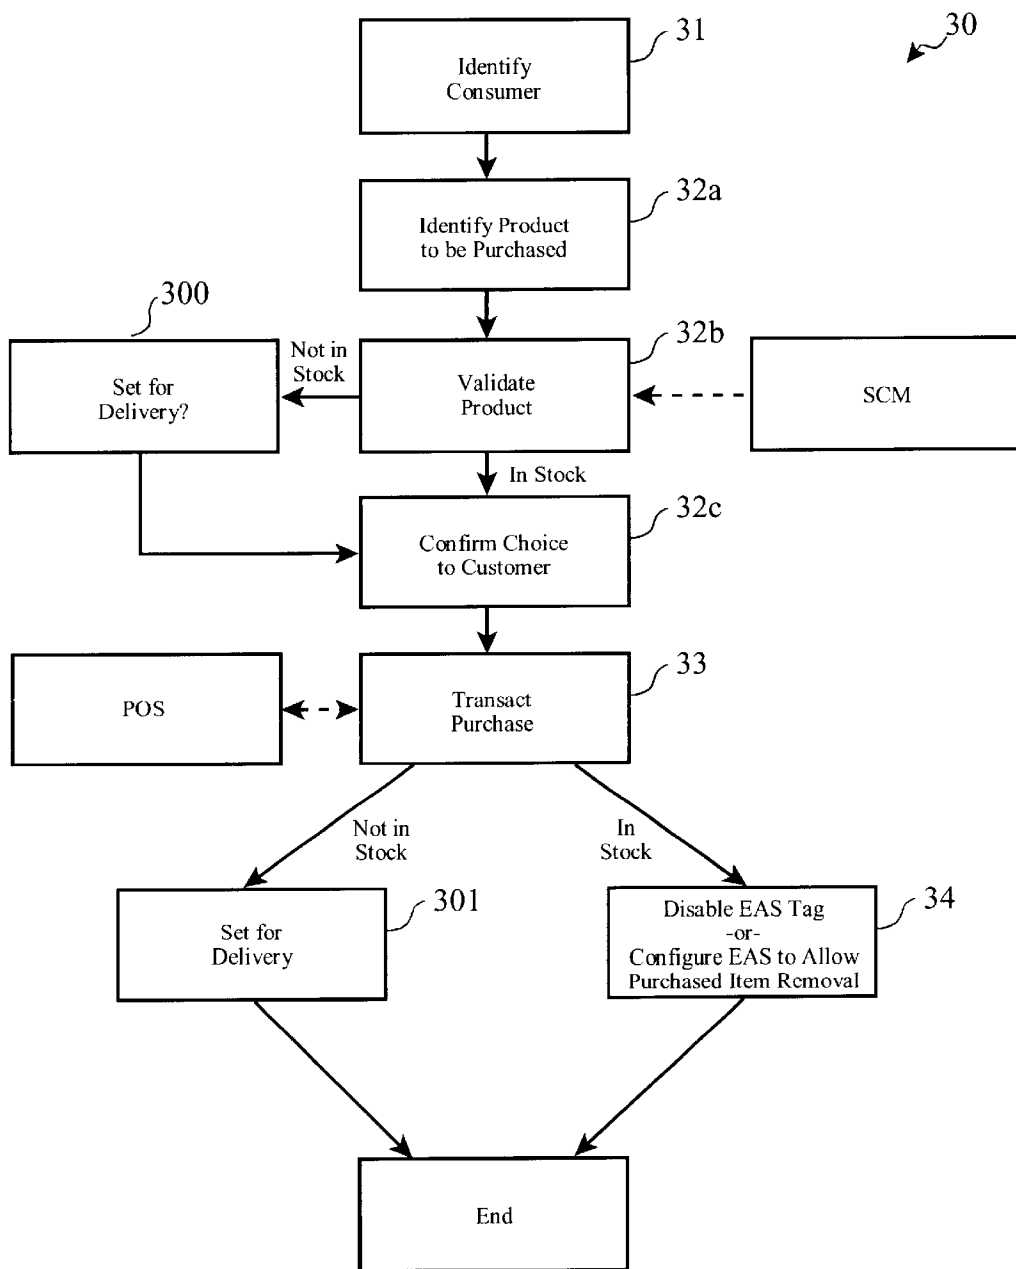 31
30
Identify
Consumer
32a
Identify Product
to be Purchased
300
32b
Set for
Delivery?
Not in
Stock
Validate
Product
SCM
In Stock
32c
Confirm Choice
to Customer
33
POS
Transact
Purchase
Not in
Stock
In
Stock
301
34
Set for
Delivery
Disable EAS Tag
-or-
Configure EAS to Allow
Purchased Item Removal
End